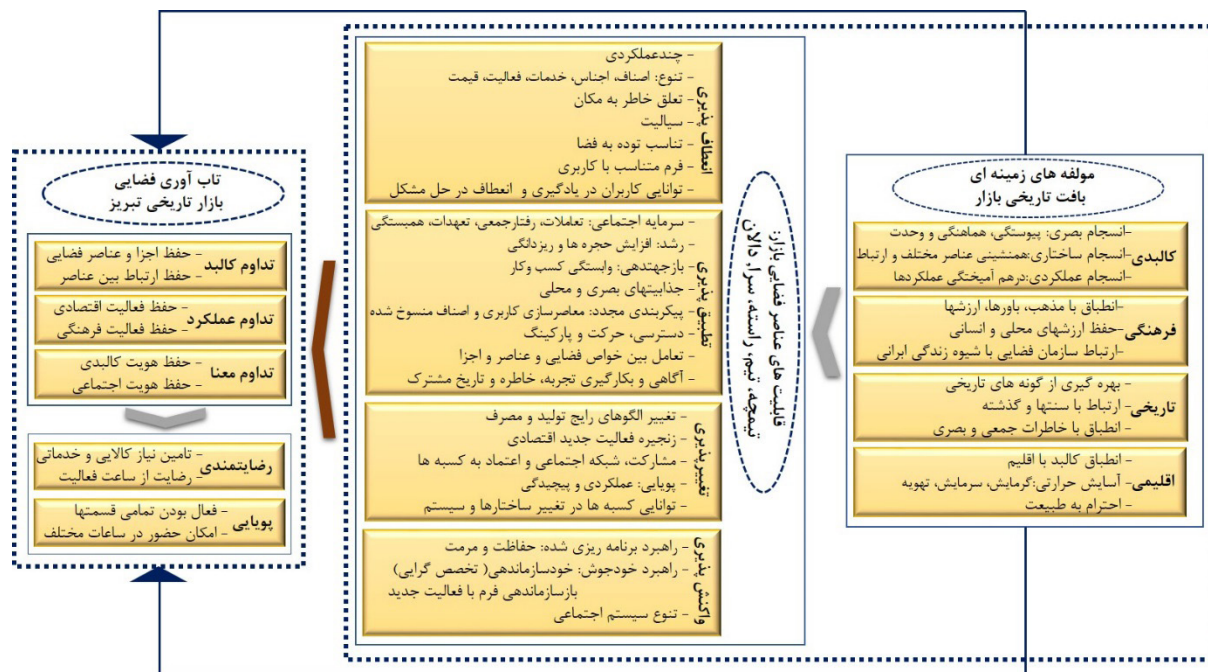 مولفه های زمینه ای
بافت تاریخی بازار
کالبدی
-انسجام بصری: پیوستگی، هماهنگی و وحدت
-انسجام ساختاری:همنشینی عناصر مختلف و ارتباط
-انسجام عملکردی:درهم آمیختگی عملکردها
فرهنگی
-انطباق با مذهب، باورها، ارزشها
-حفظ ارزشهای محلی و انسانی
-ارتباط سازمان فضایی با شیوه زندگی ایرانی
تاریخی
- بهره گیری از گونه های تاریخی
- ارتباط با سنتها و گذشته
- انطباق با خاطرات جمعی و بصری
اقلیمی
- انطباق کالبد با اقلیم
- آسایش حرارتی:گرمایش، سرمایش، تهویه
- احترام به طبیعت
قابلیت های عناصر فضایی بازار:
تیمچه، تیم، راسته، سرا، دالان
انعطاف پذیری
- چندعملکردی
- تنوع: اصناف، اجناس، خدمات، فعالیت، قیمت
- تعلق خاطر به مکان
- سیالیت
- تناسب توده به فضا
- فرم متناسب با کاربری
- توانایی کاربران در یادگیری و انعطاف در حل مشکل
تطبیق پذیری
- سرمایه اجتماعی: تعاملات، رفتارجمعی، تعهدات، همبستگی
- رشد: افزایش حجره ها و ریزدانگی
- بازجهتدهی: وابستگی کسب وکار
- جذابیتهای بصری و محلی
- پیکربندی مجدد: معاصرسازی کاربری و اصناف منسوخ شده
- دسترسی، حرکت و پارکینگ
- تعامل بین خواص فضایی و عناصر و اجزا
- آگاهی و بکارگیری تجربه، خاطره و تاریخ مشترک
تغییرپذیری
- تغییر الگوهای رایج تولید و مصرف
- زنجیره فعالیت جدید اقتصادی
- مشارکت، شبکه اجتماعی و اعتماد به کسبه ها
- پویایی: عملکردی و پیچیدگی
- توانایی کسبه ها در تغییر ساختارها و سیستم
واکنش پذیری
- راهبرد برنامه ریزی شده: حفاظت و مرمت
- راهبرد خودجوش: خودسازماندهی( تخصص گرایی)
بازسازماندهی فرم با فعالیت جدید
- تنوع سیستم اجتماعی
تاب آوری فضایی
بازار تاریخی تبریز
تداوم کالبد
- حفظ اجزا و عناصر فضایی
- حفظ ارتباط بین عناصر
تداوم عملکرد
- حفظ فعالیت اقتصادی
- حفظ فعالیت فرهنگی
تداوم معنا
- حفظ هویت کالبدی
- حفظ هویت اجتماعی
رضایتمندی
- تامین نیاز کالایی و خدماتی
- رضایت از ساعت فعالیت
پویایی
- فعال بودن تمامی قسمتها
- امکان حضور در ساعات مختلف